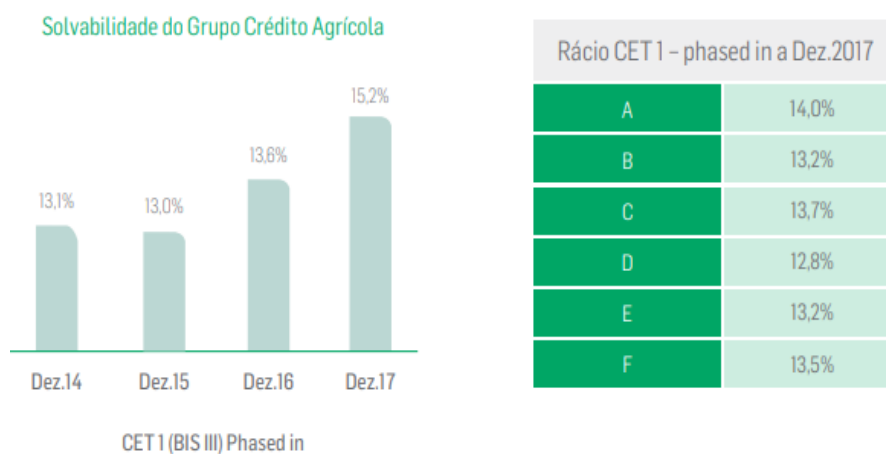 Solvabilidade do Grupo Crédito Agrícola
13,1%
13,0%
13,6%
15,2%
Dez.14
Dez.15
Dez.16
Dez.17
CET 1 (BIS III) Phased in
Rácio CET 1 – phased in a Dez.2017
A 14,0%
B 13,2%
C 13,7%
D 12,8%
E 13,2%
F 13,5%